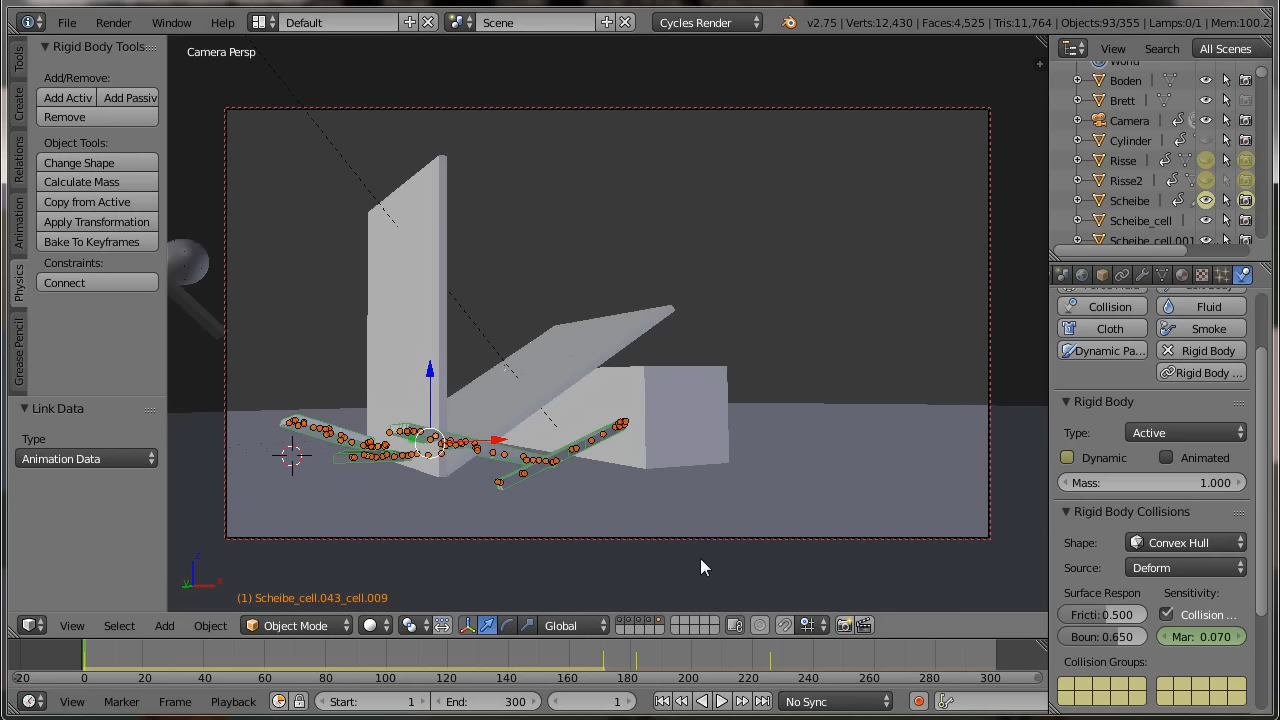 File Render Window Help Default Scene Cycles Render v2.75 | Verts:12,430 | Faces:4,525 | Tris:11,764 | Objects:93/355 | Lamps:0/1 | Mem:100.2
Rigid Body Tools
Add/Remove:
Add Activ Add Passiv
Remove
Object Tools:
Change Shape
Calculate Mass
Copy from Active
Apply Transformation
Bake To Keyframes
Constraints:
Connect
Tools
Create
Relations
Animation
Physics
Grease Pencil
Link Data
Type
Animation Data
Camera Persp
(1) Scheibe_cell.043_cell.009
z
y
x
View Search All Scenes
World
Boden
Brett
Camera
Cylinder
Risse
Risse2
Scheibe
Scheibe_cell
Scheibe_cell.001
Collision Fluid
Cloth Smoke
Dynamic Pa... Rigid Body
Rigid Body ...
Rigid Body
Type: Active
Dynamic Animated
Mass: 1.000
Rigid Body Collisions
Shape: Convex Hull
Source: Deform
Surface Respon Sensitivity:
Fricti: 0.500 Collision ...
Boun: 0.650 Mar: 0.070
Collision Groups:
View Select Add Object Object Mode Global
-20 0 20 40 60 80 100 120 140 160 180 200 220 240 260 280 300
View Marker Frame Playback Start: 1 End: 300 1 No Sync